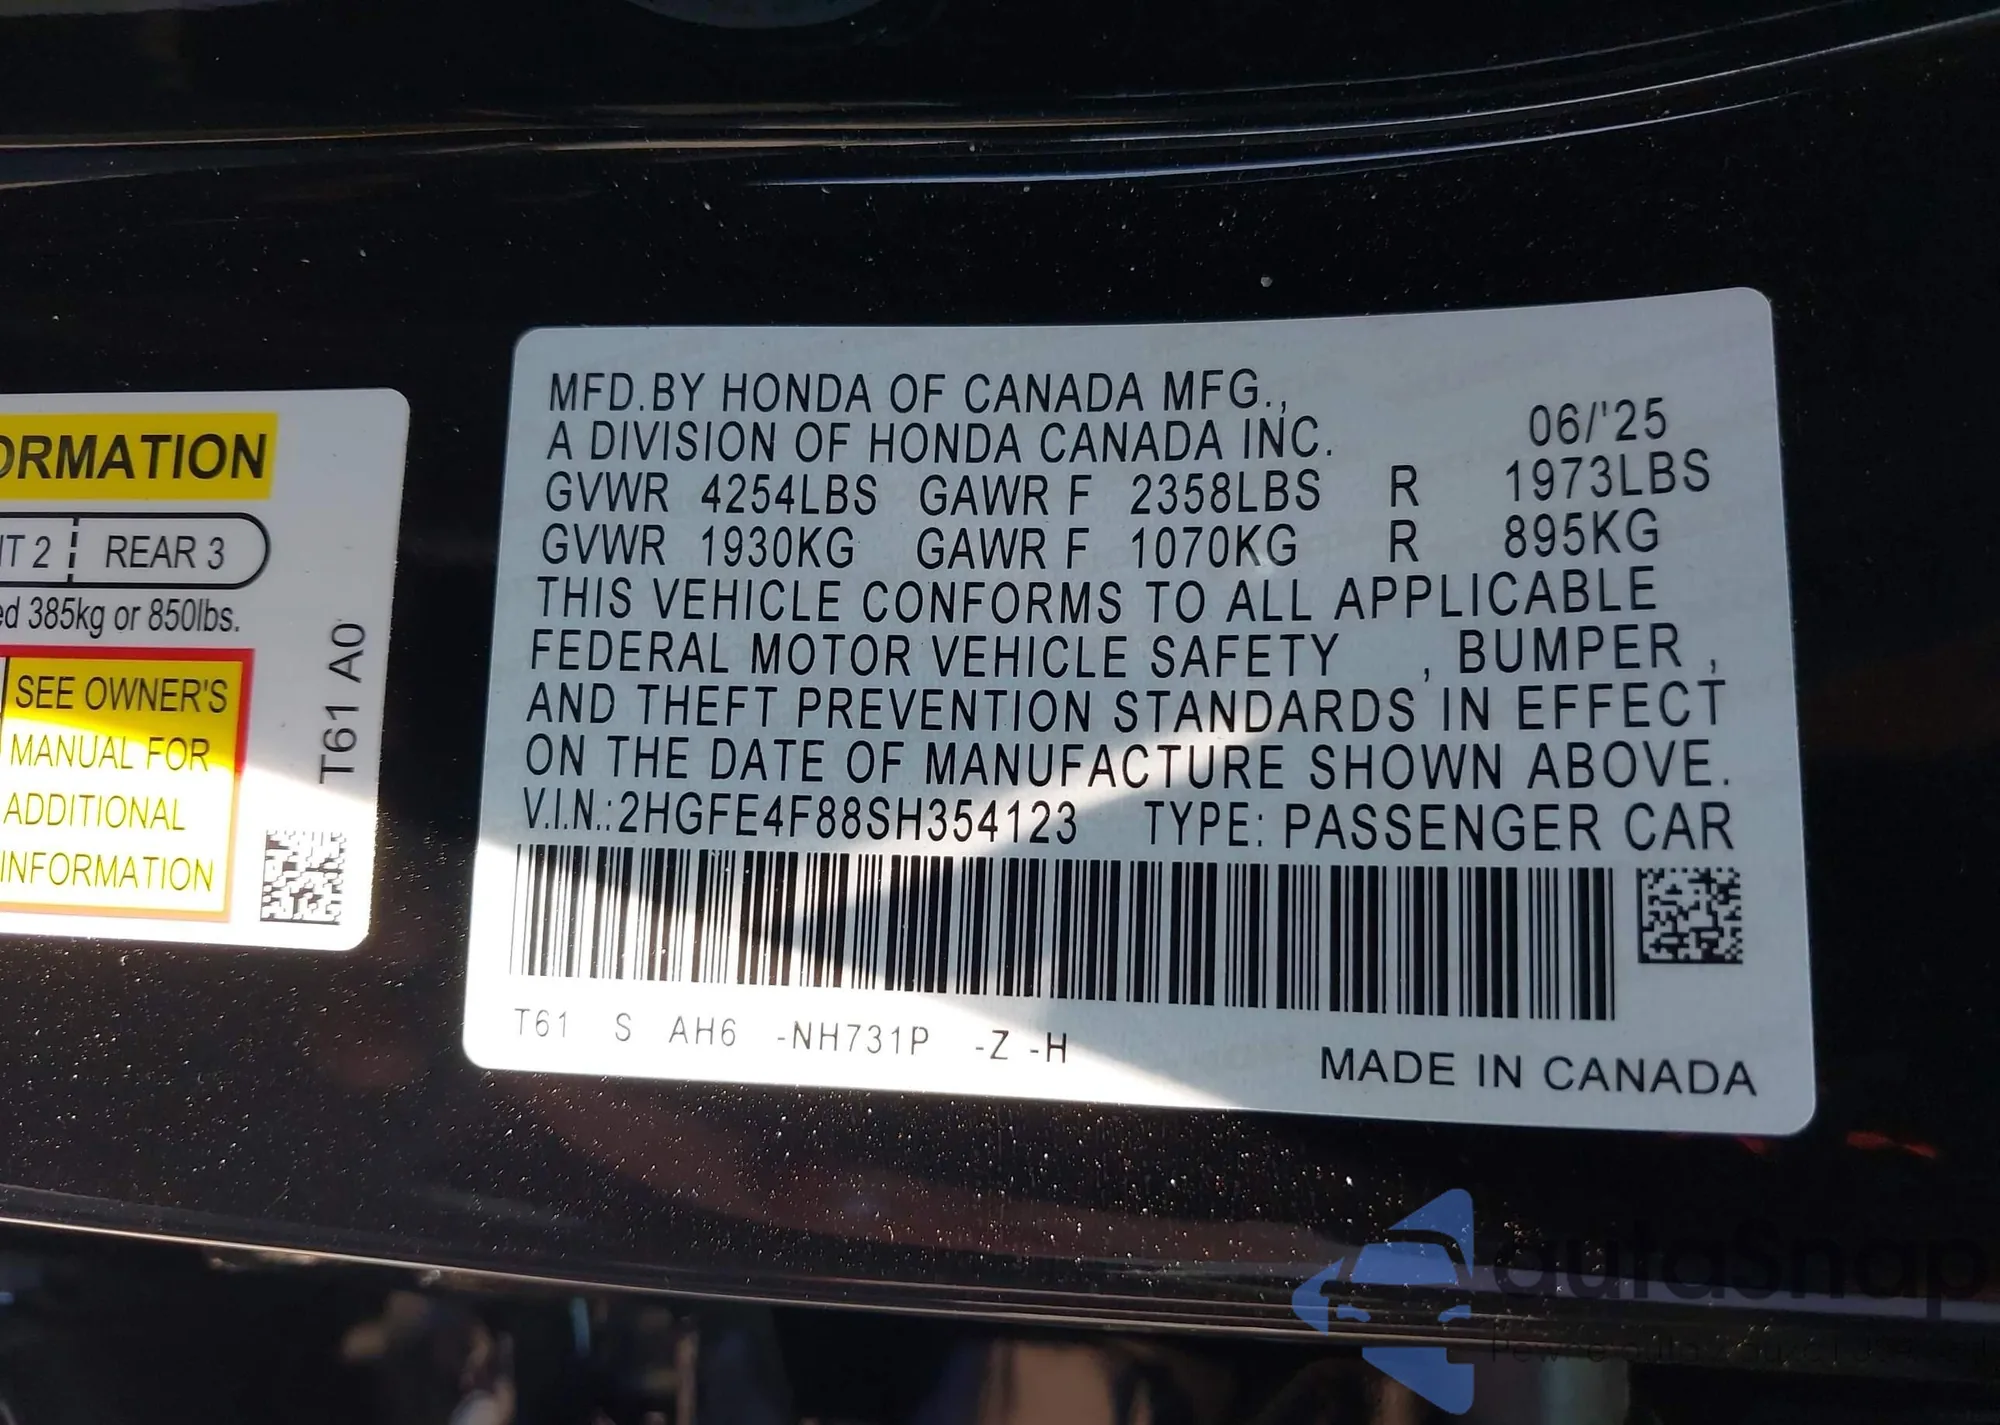 ORMATION
T 2 REAR 3
ed 385kg or 850lbs.
SEE OWNER'S
MANUAL FOR
ADDITIONAL
INFORMATION
T61 A0
MFD.BY HONDA OF CANADA MFG.,
A DIVISION OF HONDA CANADA INC. 06/'25
GVWR 4254LBS GAWR F 2358LBS R 1973LBS
GVWR 1930KG GAWR F 1070KG R 895KG
THIS VEHICLE CONFORMS TO ALL APPLICABLE
FEDERAL MOTOR VEHICLE SAFETY , BUMPER ,
AND THEFT PREVENTION STANDARDS IN EFFECT
ON THE DATE OF MANUFACTURE SHOWN ABOVE.
V.I.N.:2HGFE4F88SH354123 TYPE: PASSENGER CAR
T61 S AH6 -NH731P -Z -H
MADE IN CANADA
autosnap